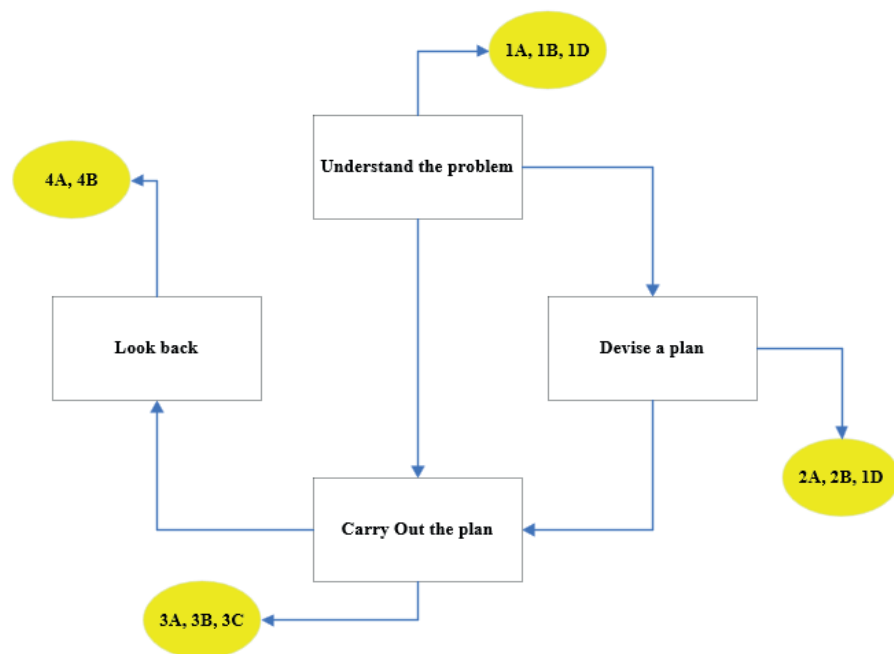 1A, 1B, 1D
Understand the problem
4A, 4B
Look back
Devise a plan
2A, 2B, 1D
Carry Out the plan
3A, 3B, 3C